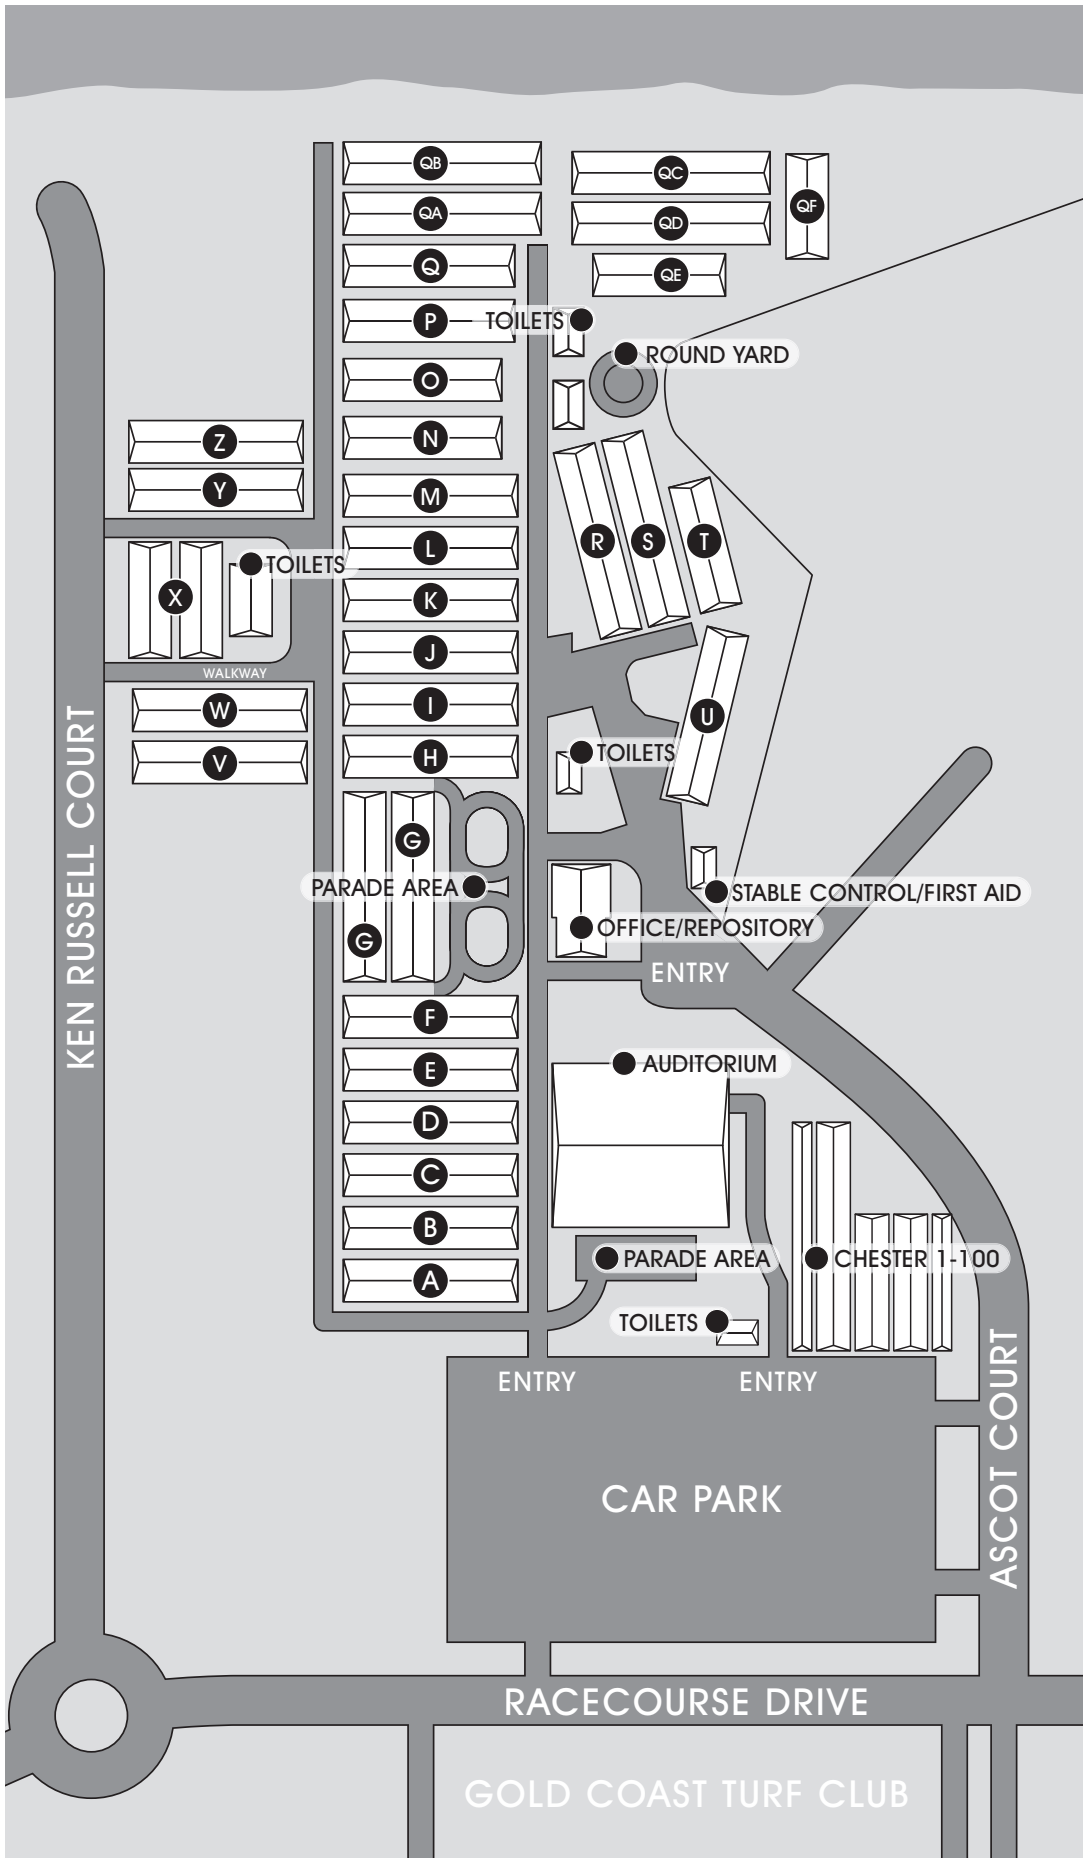 QB
QC
QF
QA
QD
Q
QE
P
TOILETS
ROUND YARD
O
Z
N
Y
M
R
S
T
L
TOILETS
X
K
J
WALKWAY
W
I
U
V
H
TOILETS
G
PARADE AREA
STABLE CONTROL/FIRST AID
G
OFFICE/REPOSITORY
KEN RUSSELL COURT
ENTRY
F
E
AUDITORIUM
D
C
B
PARADE AREA
CHESTER 1-100
A
TOILETS
ENTRY
ENTRY
ASCOT COURT
CAR PARK
RACECOURSE DRIVE
GOLD COAST TURF CLUB